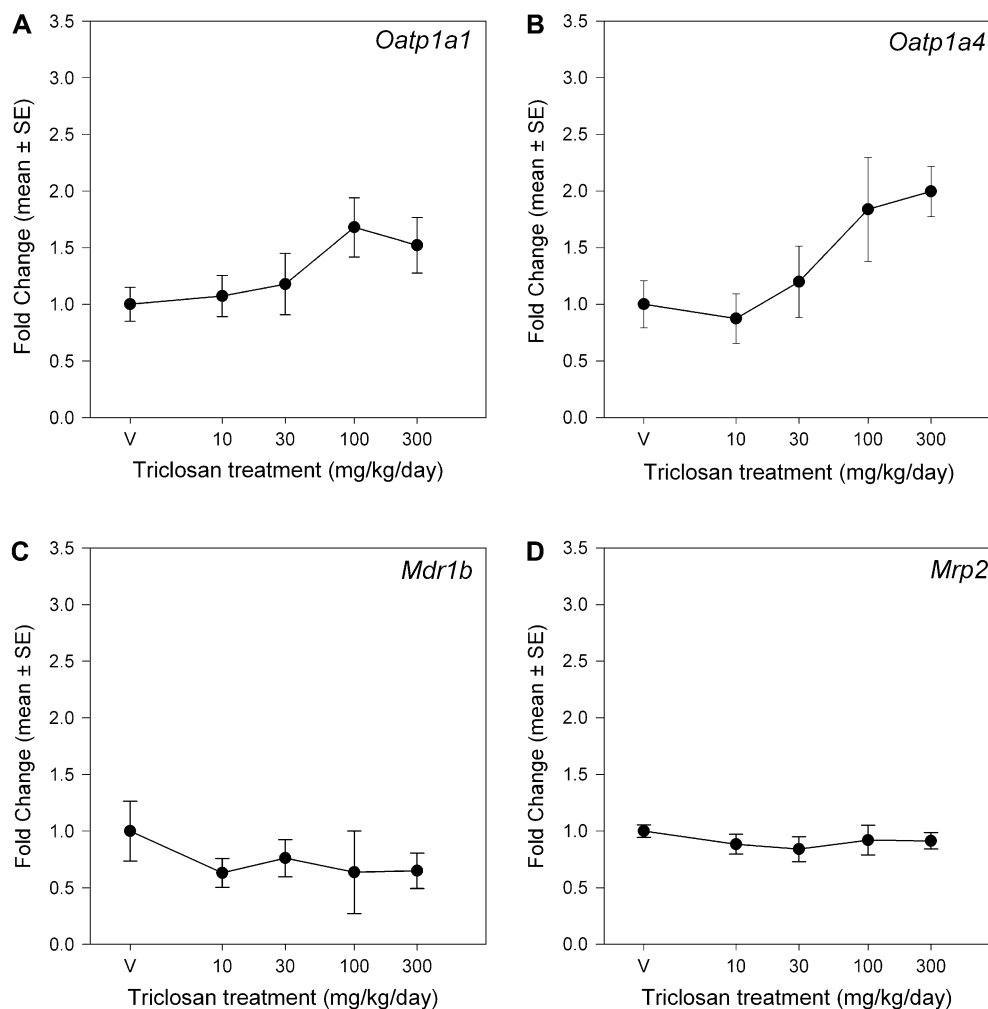 A
Oatp1a1
3.5
3.0
2.5
2.0
1.5
1.0
0.5
0.0
Fold Change (mean ± SE)
V 10 30 100 300
Triclosan treatment (mg/kg/day)
B
Oatp1a4
3.5
3.0
2.5
2.0
1.5
1.0
0.5
0.0
Fold Change (mean ± SE)
V 10 30 100 300
Triclosan treatment (mg/kg/day)
C
Mdr1b
3.5
3.0
2.5
2.0
1.5
1.0
0.5
0.0
Fold Change (mean ± SE)
V 10 30 100 300
Triclosan treatment (mg/kg/day)
D
Mrp2
3.5
3.0
2.5
2.0
1.5
1.0
0.5
0.0
Fold Change (mean ± SE)
V 10 30 100 300
Triclosan treatment (mg/kg/day)